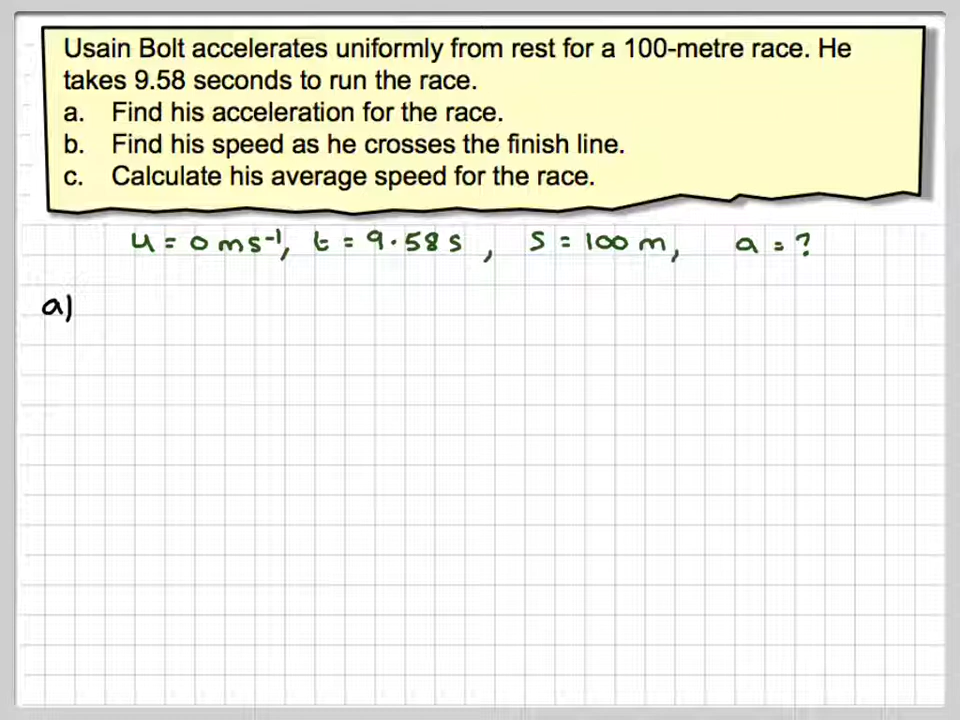 Usain Bolt accelerates uniformly from rest for a 100-metre race. He
takes 9.58 seconds to run the race.
a. Find his acceleration for the race.
b. Find his speed as he crosses the finish line.
c. Calculate his average speed for the race.
u = 0 ms⁻¹, t = 9.58 s, s = 100 m, a = ?
a)